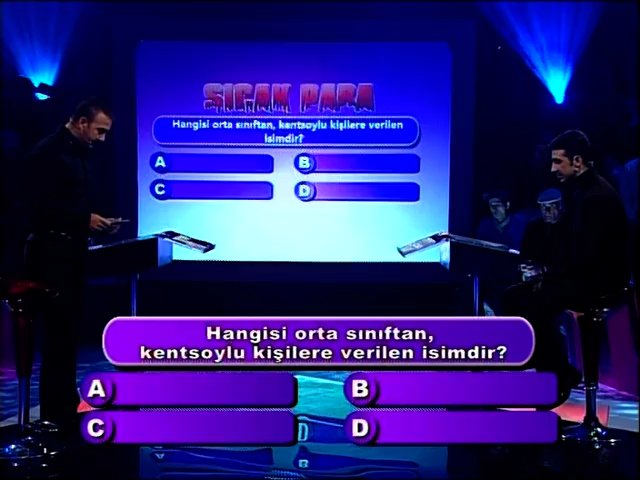 SICAK PARA
Hangisi orta sınıftan, kentsoylu kişilere verilen
isimdir?
A
B
C
D
Hangisi orta sınıftan,
kentsoylu kişilere verilen isimdir?
A
B
C
D